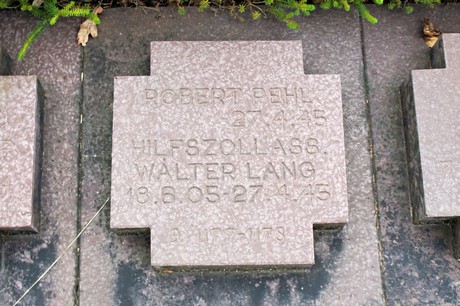 ROBERT PEHL
27.4.45
HILFSZOLLASS.
WALTER LANG
18.6.05-27.4.45